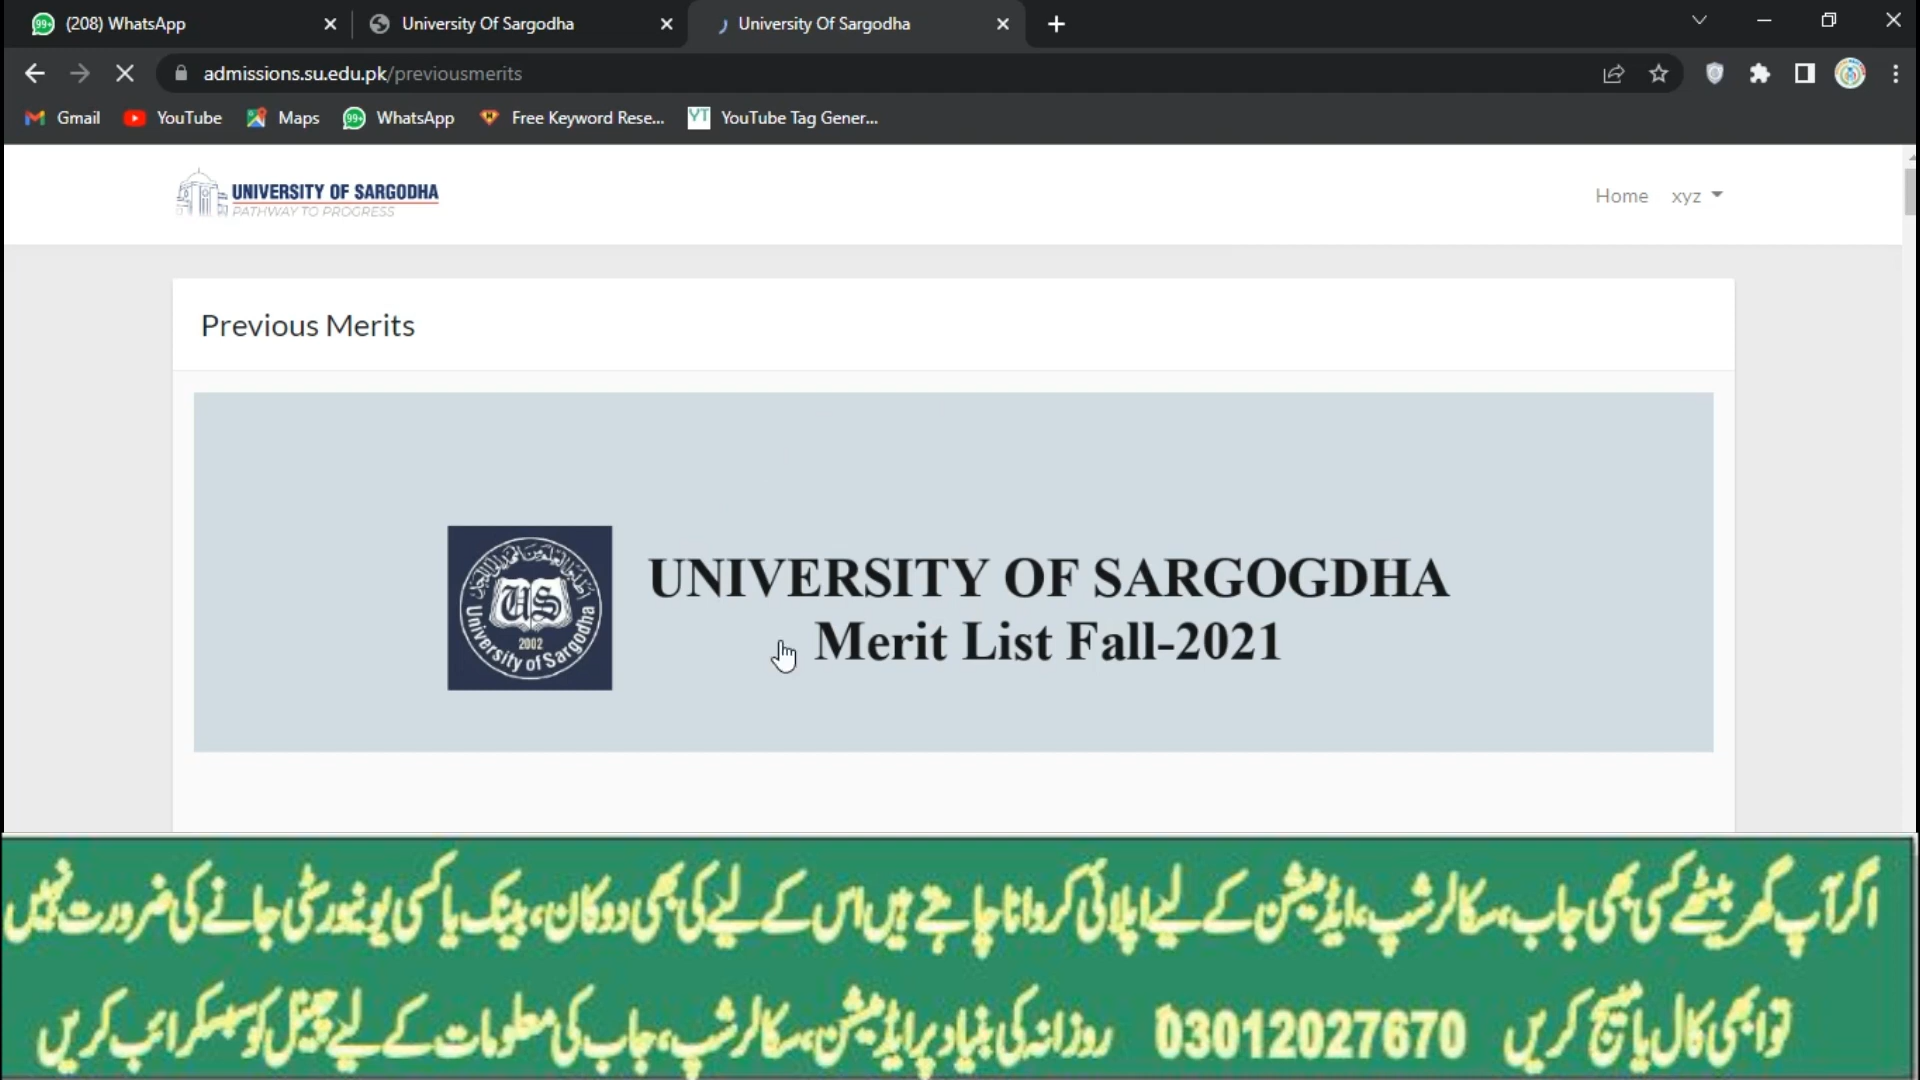 (208) WhatsApp
University Of Sargodha
University Of Sargodha
admissions.su.edu.pk/previousmerits
Gmail
YouTube
Maps
WhatsApp
Free Keyword Rese...
YT
YouTube Tag Gener...
UNIVERSITY OF SARGODHA
PATHWAY TO PROGRESS
Home
xyz
Previous Merits
US
2002
University of Sargodha
UNIVERSITY OF SARGOGDHA
Merit List Fall-2021
اگر آپ گھر بیٹھے کسی بھی جاب، سکالرشپ، ایڈمیشن کے لیے اپلائی کروانا چاہتے ہیں اس کے لیے کی بھی دوکان، بینک یا کسی یونیورسٹی جانے کی ضرورت نہیں
توابھی کال یا میسج کریں 03012027670 روزانہ کی بنیاد پر ایڈمیشن، سکالرشپ، جاب کی معلومات کے لیے چینل کو سبسکرائب کریں